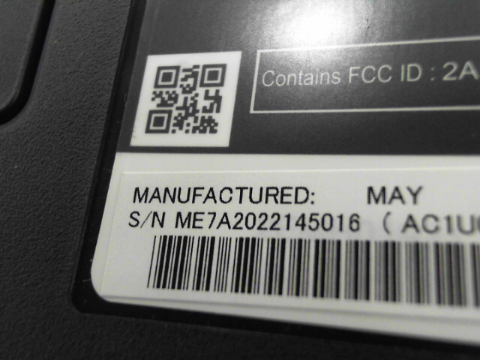 Contains FCC ID : 2A
MANUFACTURED: MAY
S/N ME7A2022145016 ( AC1U